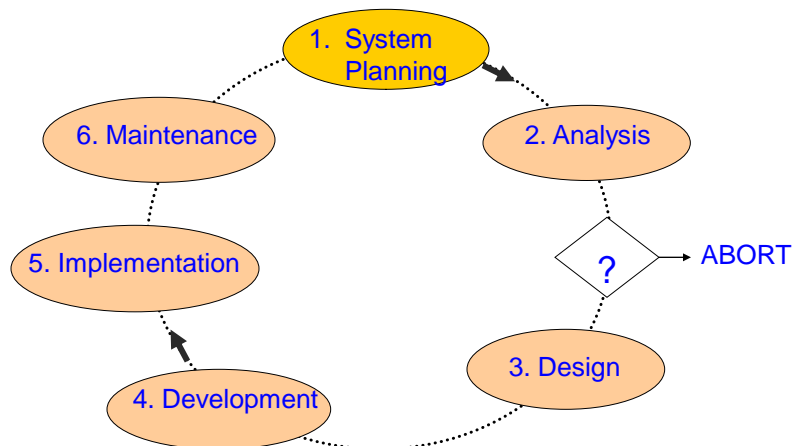 1. System
Planning
2. Analysis
?
ABORT
3. Design
4. Development
5. Implementation
6. Maintenance